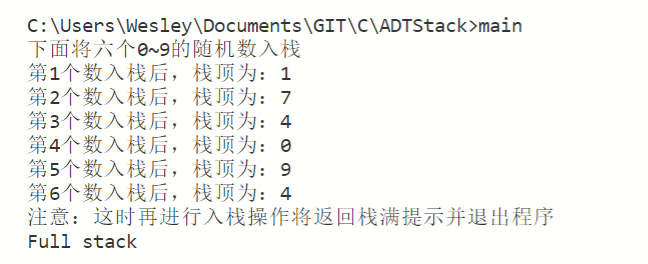 C:\Users\Wesley\Documents\GIT\C\ADTStack>main
下面将六个0~9的随机数入栈
第1个数入栈后，栈顶为：1
第2个数入栈后，栈顶为：7
第3个数入栈后，栈顶为：4
第4个数入栈后，栈顶为：0
第5个数入栈后，栈顶为：9
第6个数入栈后，栈顶为：4
注意：这时再进行入栈操作将返回栈满提示并退出程序
Full stack